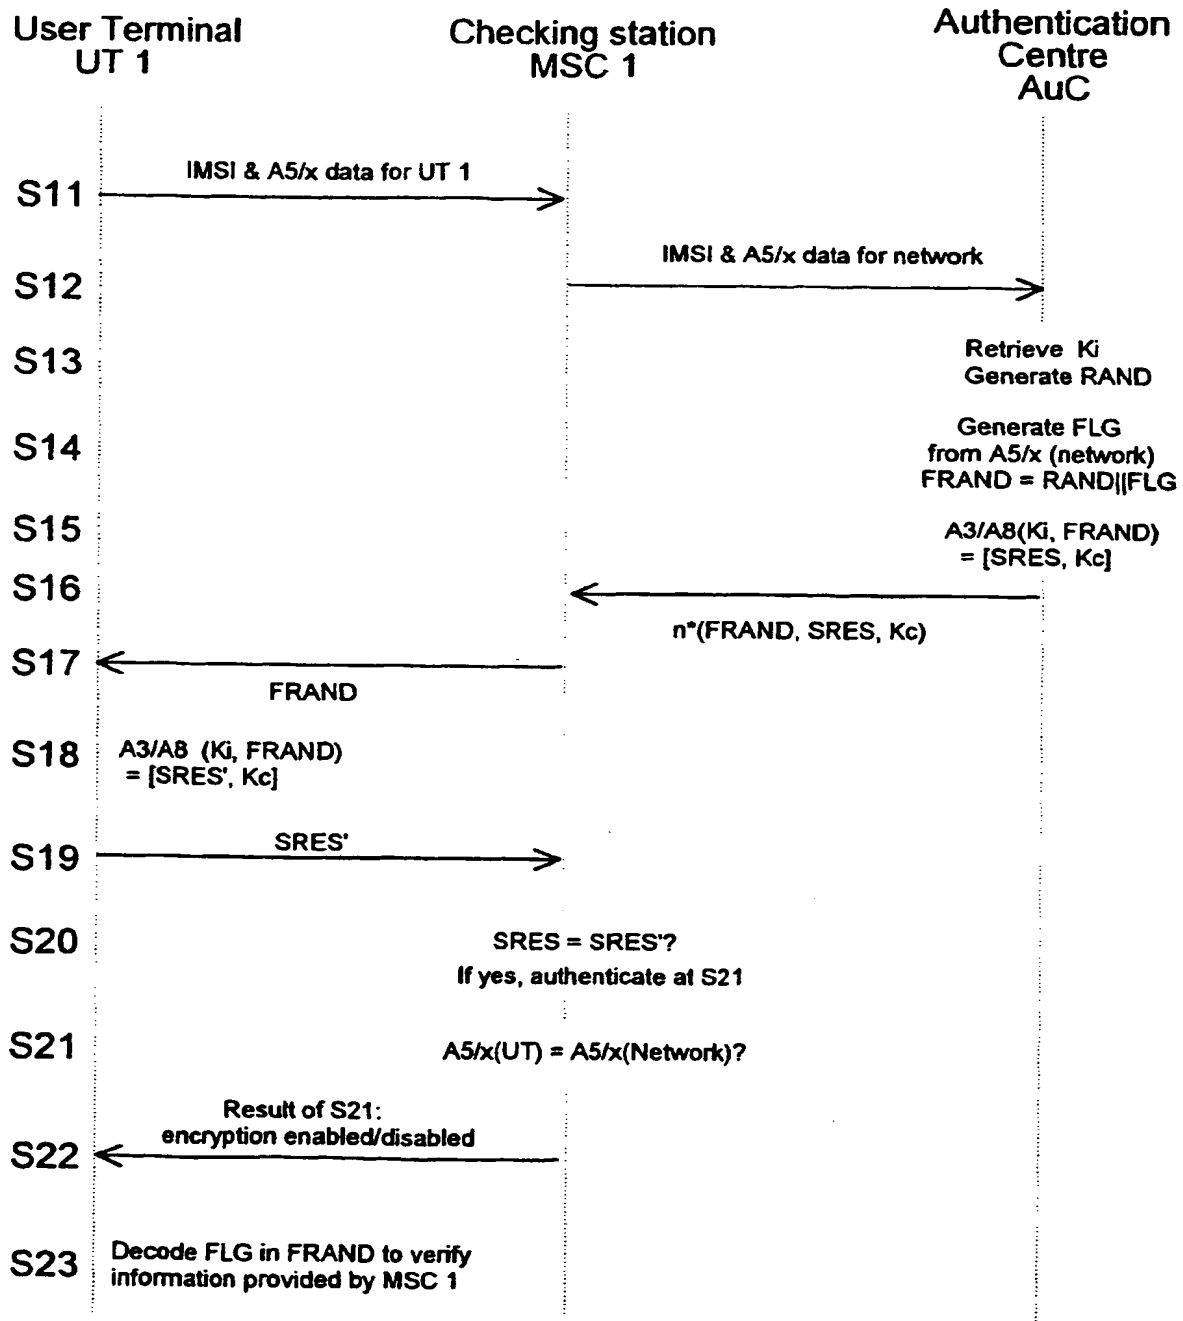 User Terminal
UT 1
Checking station
MSC 1
Authentication
Centre
AuC
S11
IMSI & A5/x data for UT 1
S12
IMSI & A5/x data for network
S13
Retrieve Ki
Generate RAND
S14
Generate FLG
from A5/x (network)
FRAND = RAND||FLG
S15
A3/A8(Ki, FRAND)
= [SRES, Kc]
S16
n*(FRAND, SRES, Kc)
S17
FRAND
S18
A3/A8 (Ki, FRAND)
= [SRES', Kc]
S19
SRES'
S20
SRES = SRES'?
If yes, authenticate at S21
S21
A5/x(UT) = A5/x(Network)?
Result of S21:
encryption enabled/disabled
S22
S23
Decode FLG in FRAND to verify
information provided by MSC 1